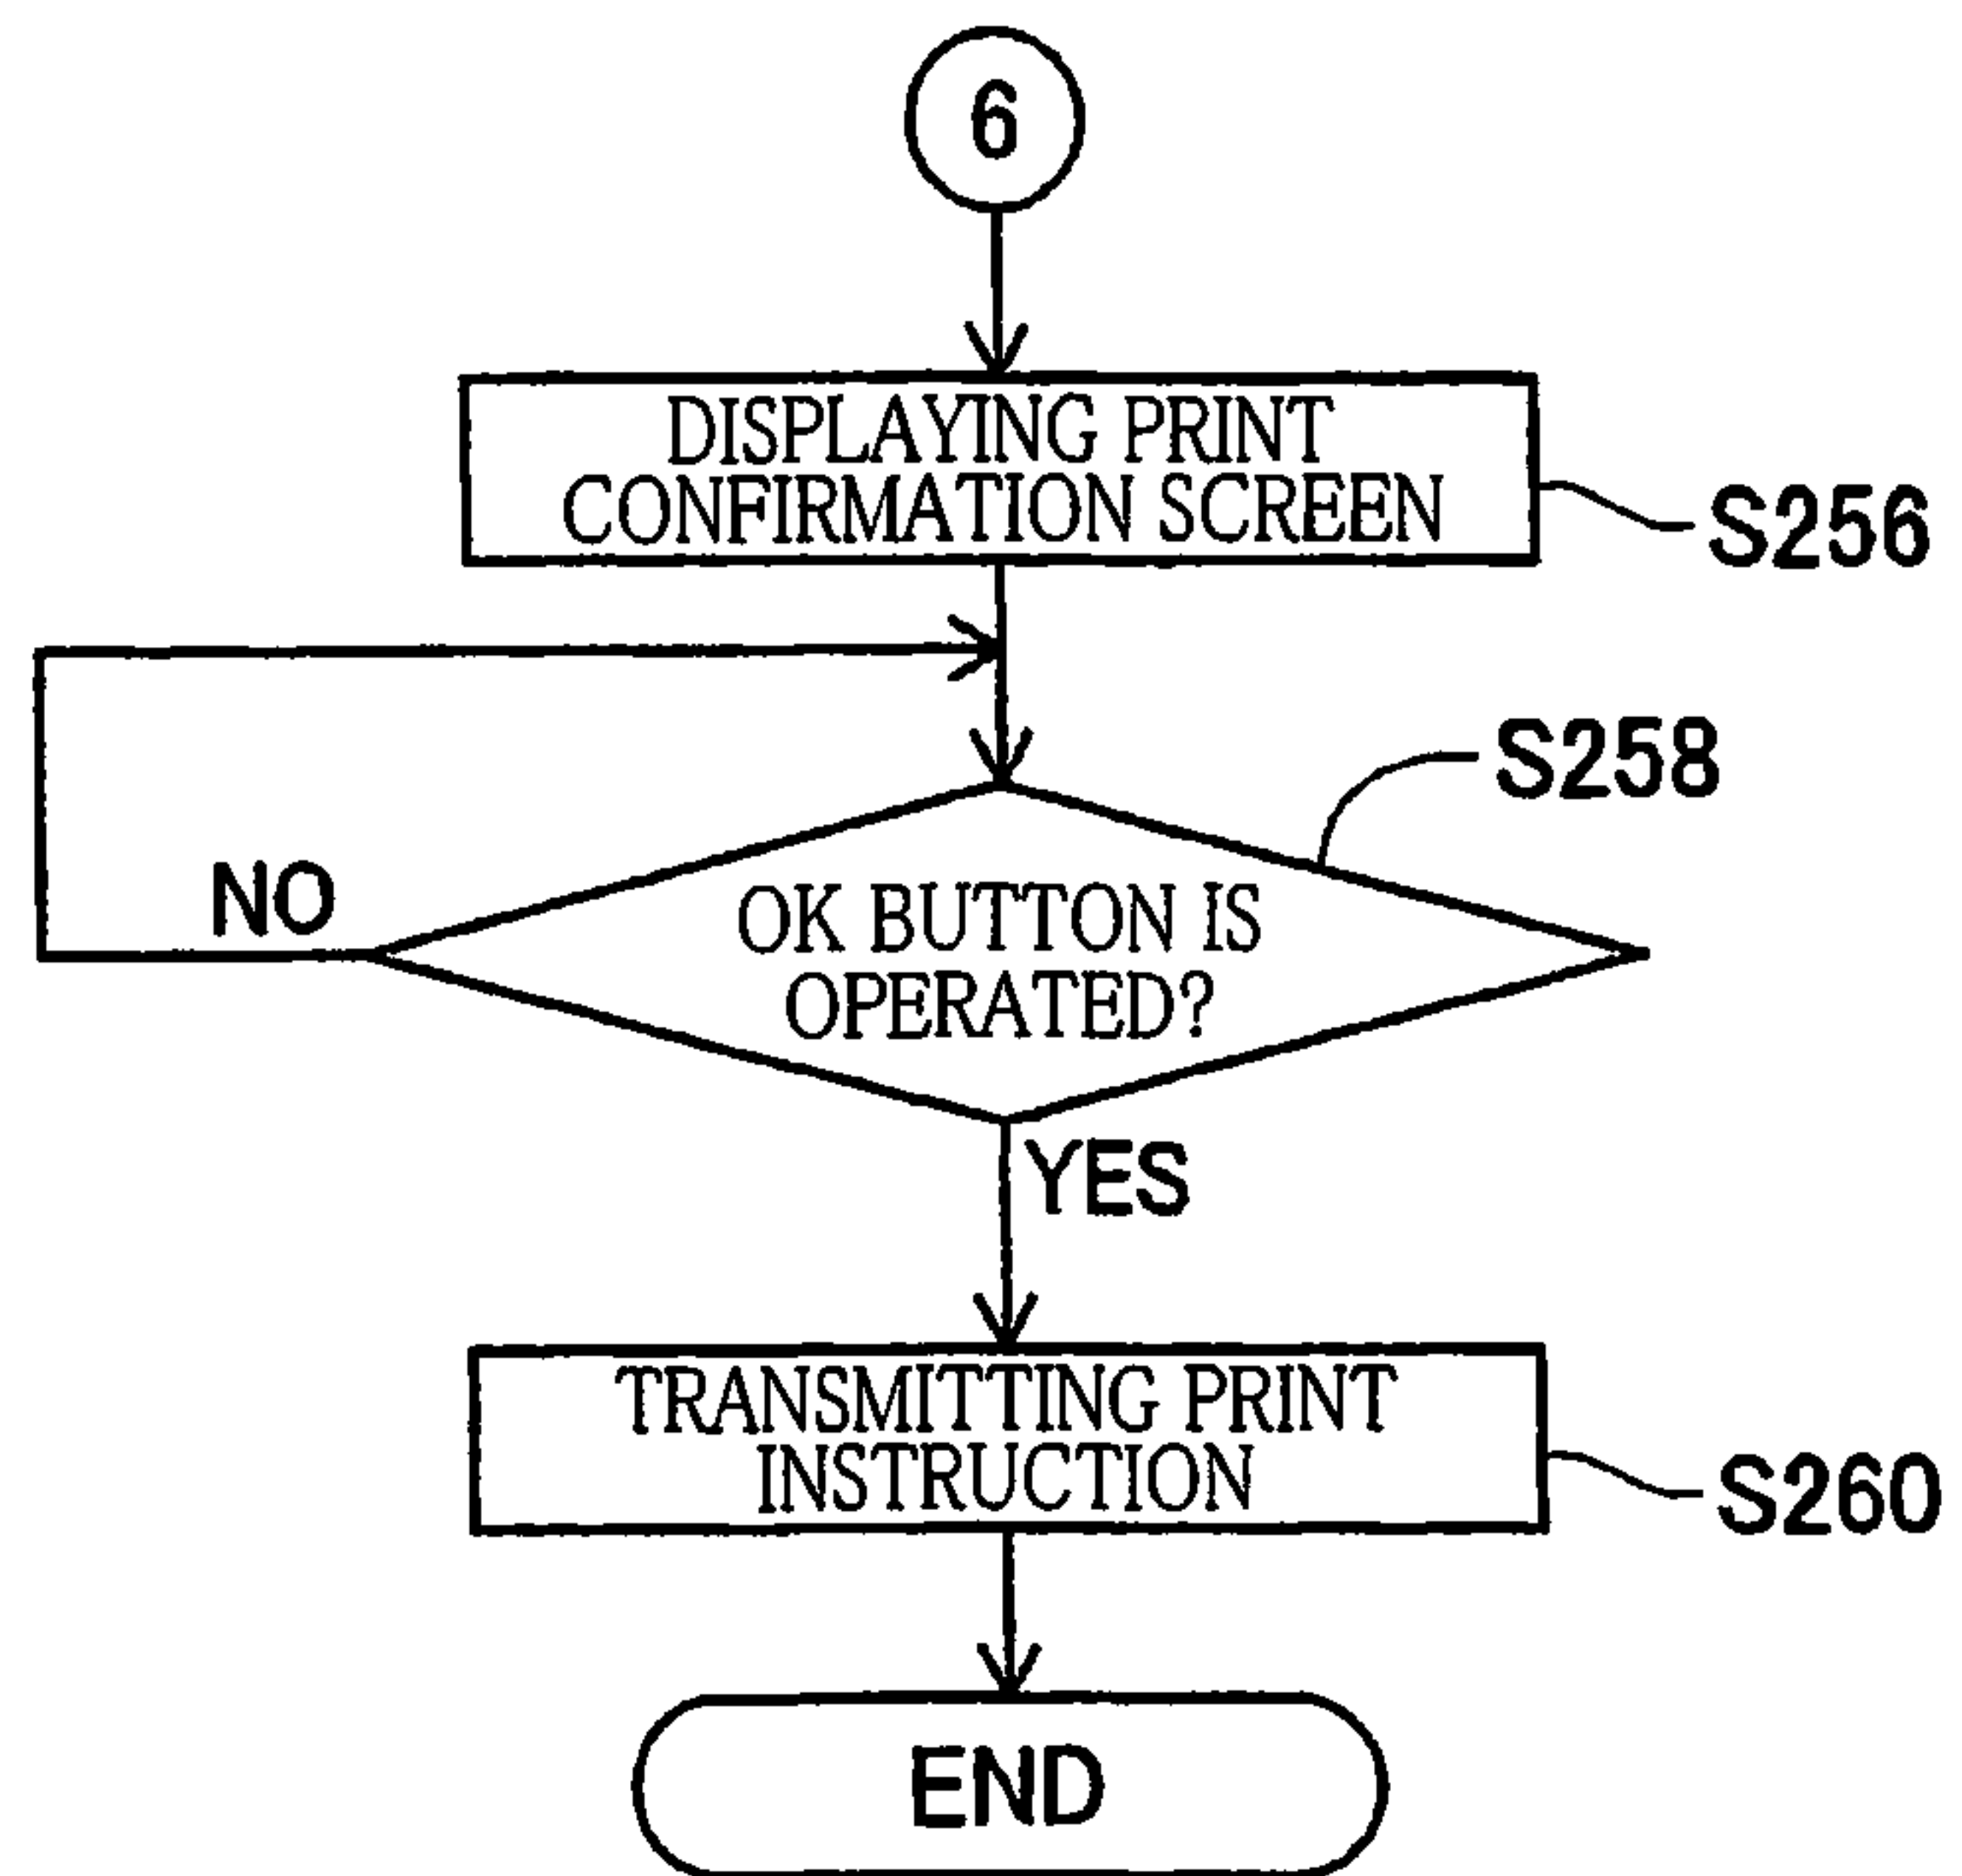 6
DISPLAYING PRINT
CONFIRMATION SCREEN
S256
S258
NO
OK BUTTON IS
OPERATED?
YES
TRANSMITTING PRINT
INSTRUCTION
S260
END